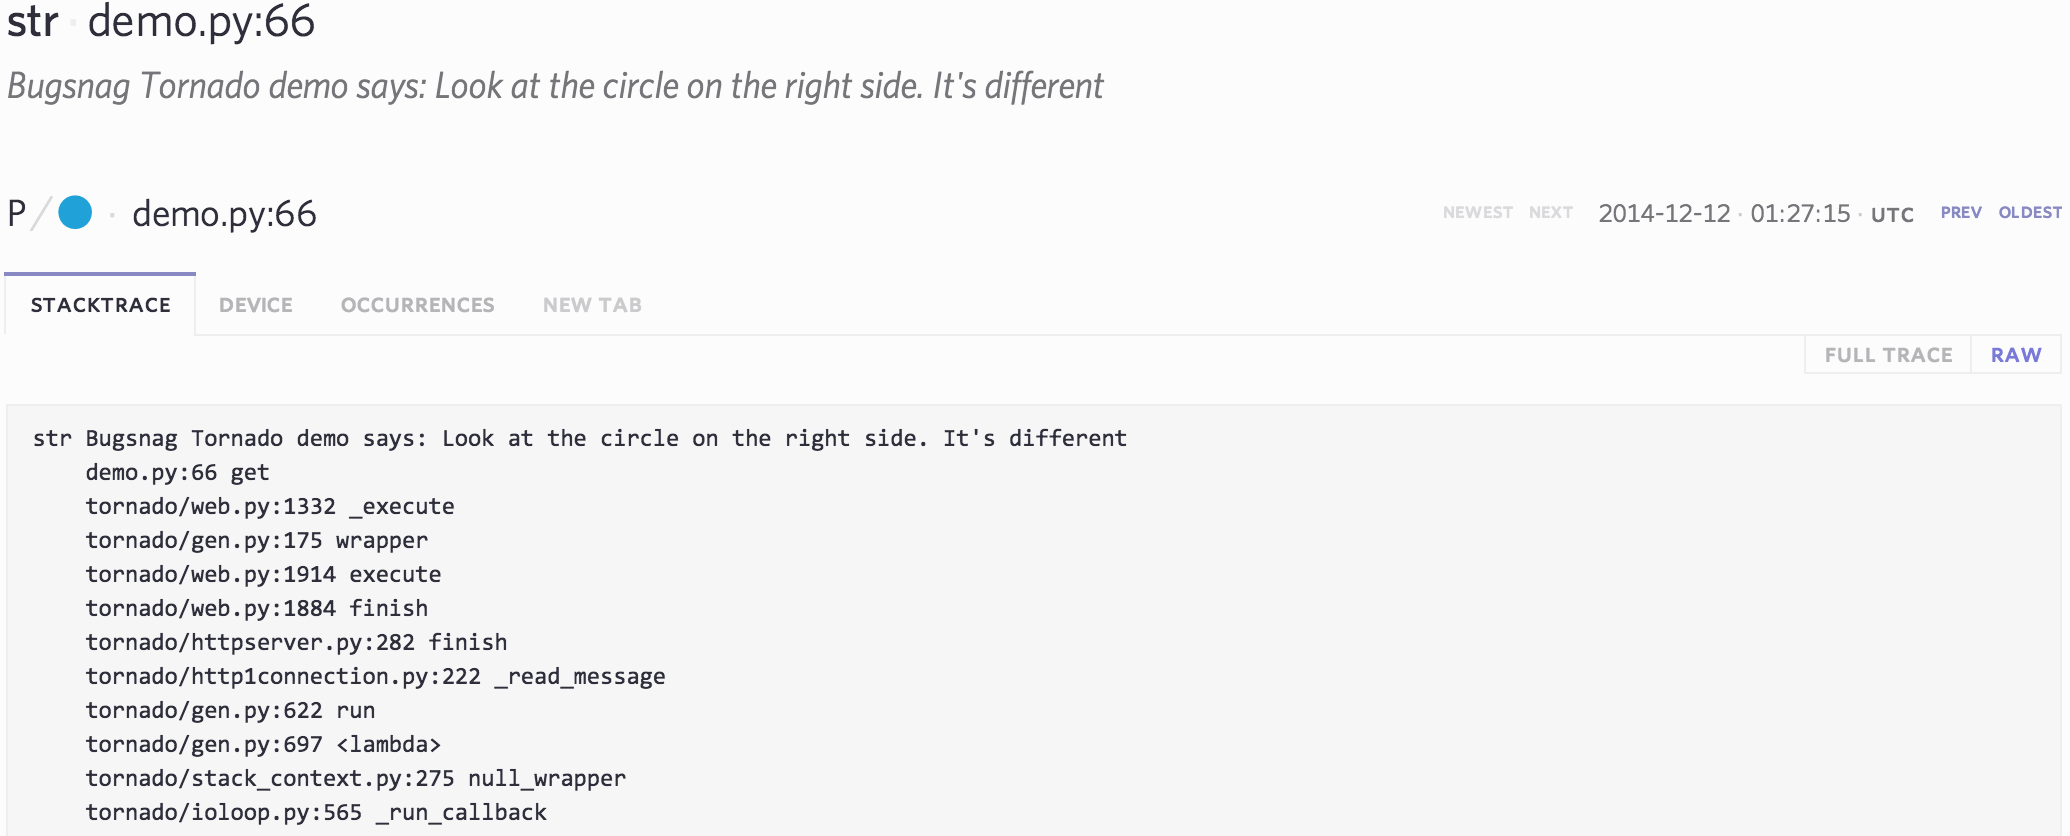 str · demo.py:66
Bugsnag Tornado demo says: Look at the circle on the right side. It's different
P/ · demo.py:66
NEWEST NEXT 2014-12-12 · 01:27:15 · UTC PREV OLDEST
STACKTRACE DEVICE OCCURRENCES NEW TAB
FULL TRACE RAW
str Bugsnag Tornado demo says: Look at the circle on the right side. It's different
demo.py:66 get
tornado/web.py:1332 _execute
tornado/gen.py:175 wrapper
tornado/web.py:1914 execute
tornado/web.py:1884 finish
tornado/httpserver.py:282 finish
tornado/http1connection.py:222 _read_message
tornado/gen.py:622 run
tornado/gen.py:697 <lambda>
tornado/stack_context.py:275 null_wrapper
tornado/ioloop.py:565 _run_callback